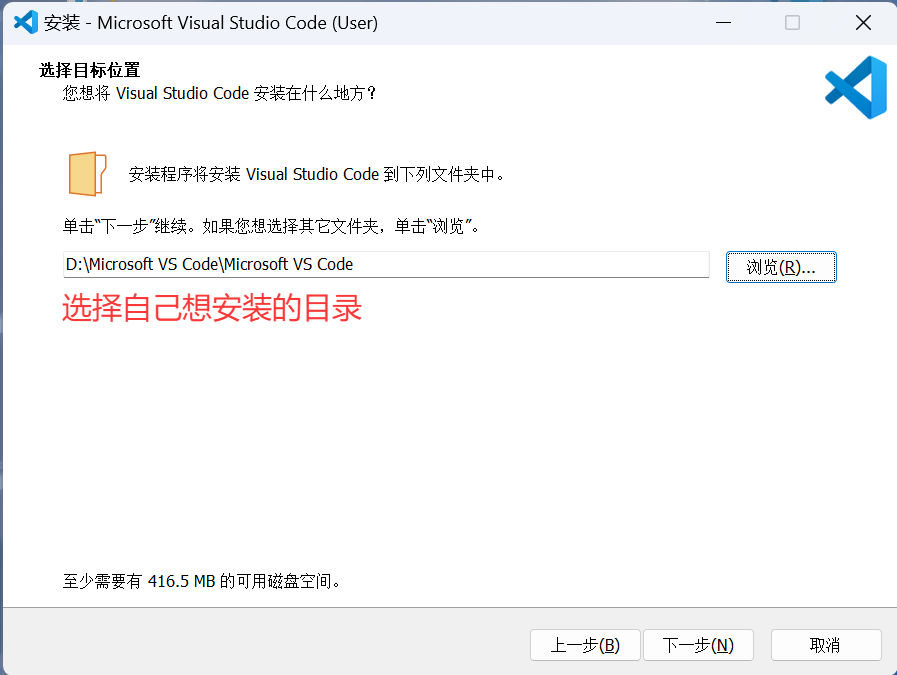 安装 - Microsoft Visual Studio Code (User)
选择目标位置
您想将 Visual Studio Code 安装在什么地方？
安装程序将安装 Visual Studio Code 到下列文件夹中。
单击“下一步”继续。如果您想选择其它文件夹，单击“浏览”。
D:\Microsoft VS Code\Microsoft VS Code
浏览(R)...
选择自己想安装的目录
至少需要有 416.5 MB 的可用磁盘空间。
上一步(B) 下一步(N) 取消